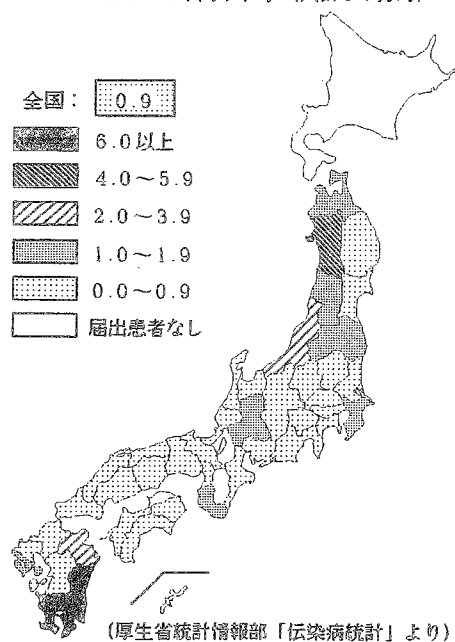 全国： 0.9
6.0以上
4.0～5.9
2.0～3.9
1.0～1.9
0.0～0.9
届出患者なし
(厚生省統計情報部「伝染病統計」より)